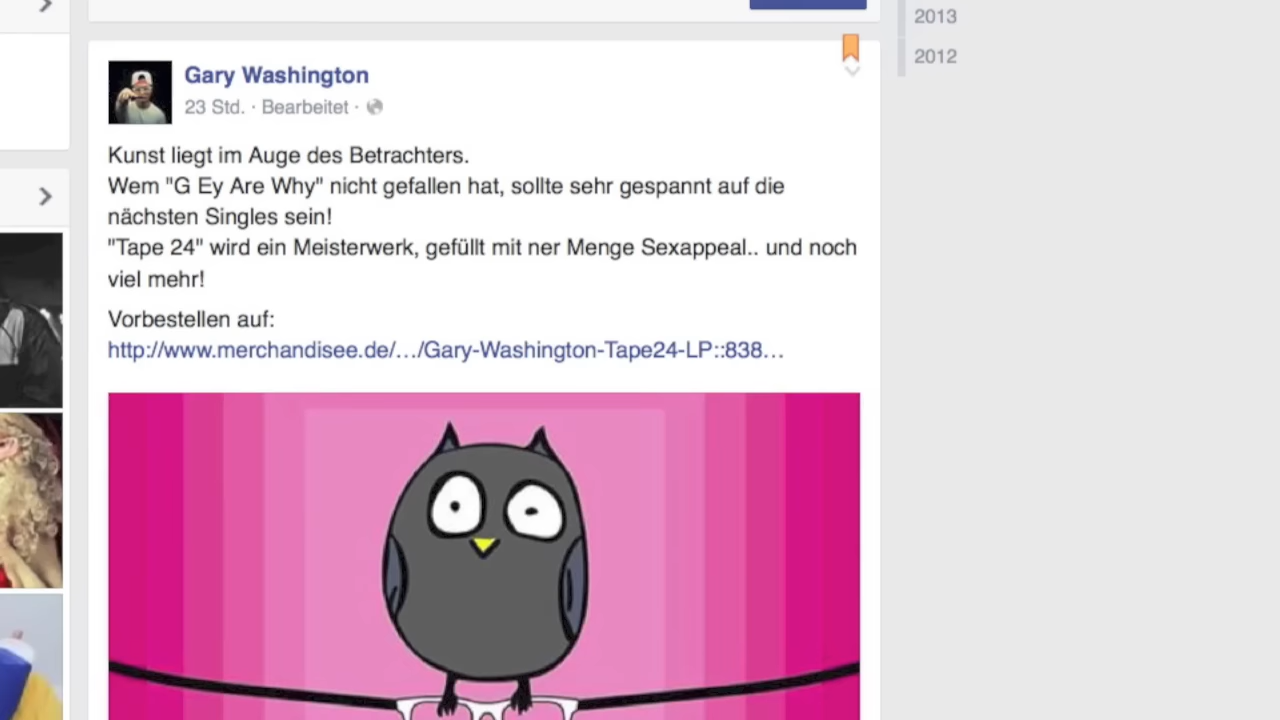 2013
2012
Gary Washington
23 Std. · Bearbeitet ·
Kunst liegt im Auge des Betrachters.
Wem "G Ey Are Why" nicht gefallen hat, sollte sehr gespannt auf die
nächsten Singles sein!
"Tape 24" wird ein Meisterwerk, gefüllt mit ner Menge Sexappeal.. und noch
viel mehr!
Vorbestellen auf:
http://www.merchandisee.de/.../Gary-Washington-Tape24-LP::838...